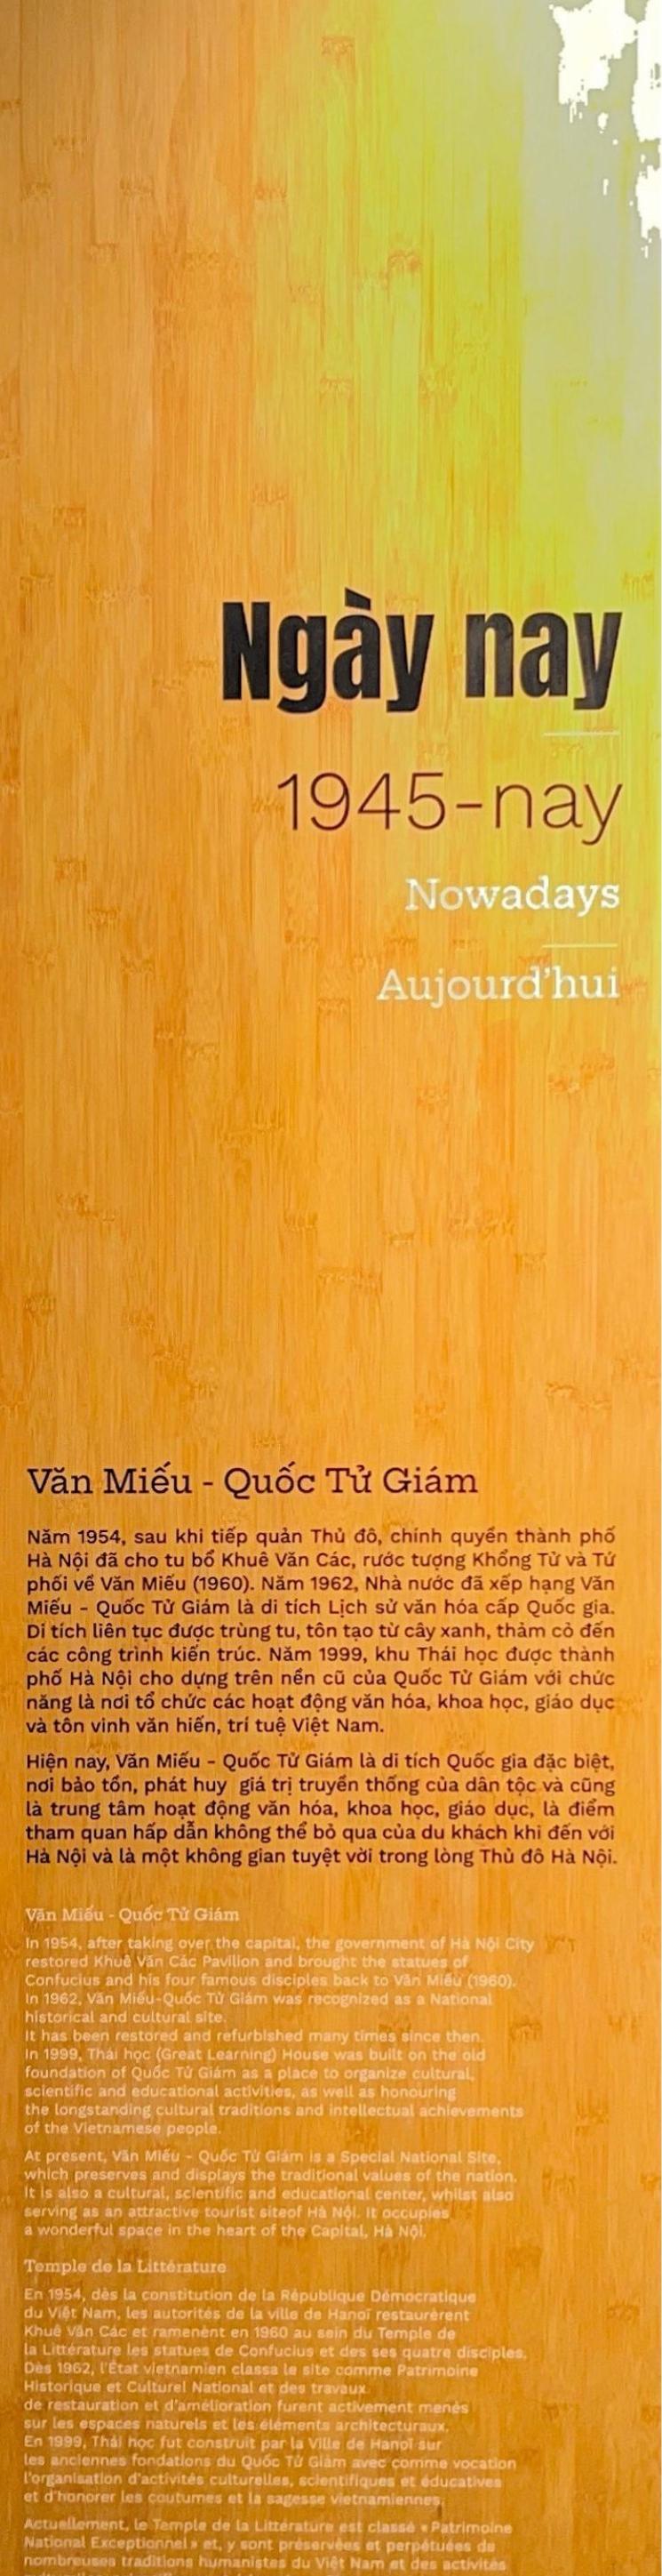 Ngày nay
1945-nay
Nowadays
Aujourd'hui
Văn Miếu - Quốc Tử Giám
Năm 1954, sau khi tiếp quản Thủ đô, chính quyền thành phố
Hà Nội đã cho tu bổ Khuê Văn Các, rước tượng Khổng Tử và Tứ
phối về Văn Miếu (1960). Năm 1962, Nhà nước đã xếp hạng Văn
Miếu - Quốc Tử Giám là di tích Lịch sử văn hóa cấp Quốc gia.
Di tích liên tục được trùng tu, tôn tạo từ cây xanh, thảm cỏ đến
các công trình kiến trúc. Năm 1999, khu Thái học được thành
phố Hà Nội cho dựng trên nền cũ của Quốc Tử Giám với chức
năng là nơi tổ chức các hoạt động văn hóa, khoa học, giáo dục
và tôn vinh văn hiến, trí tuệ Việt Nam.
Hiện nay, Văn Miếu - Quốc Tử Giám là di tích Quốc gia đặc biệt,
nơi bảo tồn, phát huy giá trị truyền thống của dân tộc và cũng
là trung tâm hoạt động văn hóa, khoa học, giáo dục, là điểm
tham quan hấp dẫn không thể bỏ qua của du khách khi đến với
Hà Nội và là một không gian tuyệt vời trong lòng Thủ đô Hà Nội.
Văn Miếu - Quốc Tử Giám
In 1954, after taking over the capital, the government of Hà Nội City
restored Khuê Văn Các Pavilion and brought the statues of
Confucius and his four famous disciples back to Văn Miếu (1960).
In 1962, Văn Miếu-Quốc Tử Giám was recognized as a National
historical and cultural site.
It has been restored and refurbished many times since then.
In 1999, Thái học (Great Learning) House was built on the old
foundation of Quốc Tử Giám as a place to organize cultural,
scientific and educational activities, as well as honouring
the longstanding cultural traditions and intellectual achievements
of the Vietnamese people.
At present, Văn Miếu - Quốc Tử Giám is a Special National Site,
which preserves and displays the traditional values of the nation.
It is also a cultural, scientific and educational center, whilst also
serving as an attractive tourist siteof Hà Nội. It occupies
a wonderful space in the heart of the Capital, Hà Nội.
Temple de la Littérature
En 1954, dès la constitution de la République Démocratique
du Việt Nam, les autorités de la ville de Hanoï restaurèrent
Khuê Văn Các et ramenènt en 1960 au sein du Temple de
la Littérature les statues de Confucius et des ses quatre disciples.
Dès 1962, l'État vietnamien classa le site comme Patrimoine
Historique et Culturel National et des travaux
de restauration et d'amélioration furent activement menés
sur les espaces naturels et les éléments architecturaux.
En 1999, Thái học fut construit par la Ville de Hanoï sur
les anciennes fondations du Quốc Tử Giám avec comme vocation
l'organisation d'activités culturelles, scientifiques et éducatives
et d'honorer les coutumes et la sagesse vietnamiennes.
Actuellement, le Temple de la Littérature est classé « Patrimoine
National Exceptionnel » et, y sont préservées et perpétuées de
nombreuses traditions humanistes du Việt Nam et des activités